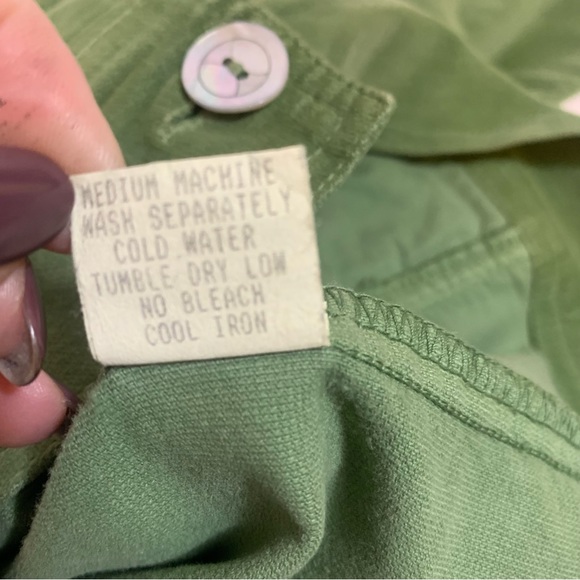 MEDIUM MACHINE
WASH SEPARATELY
COLD WATER
TUMBLE DRY LOW
NO BLEACH
COOL IRON